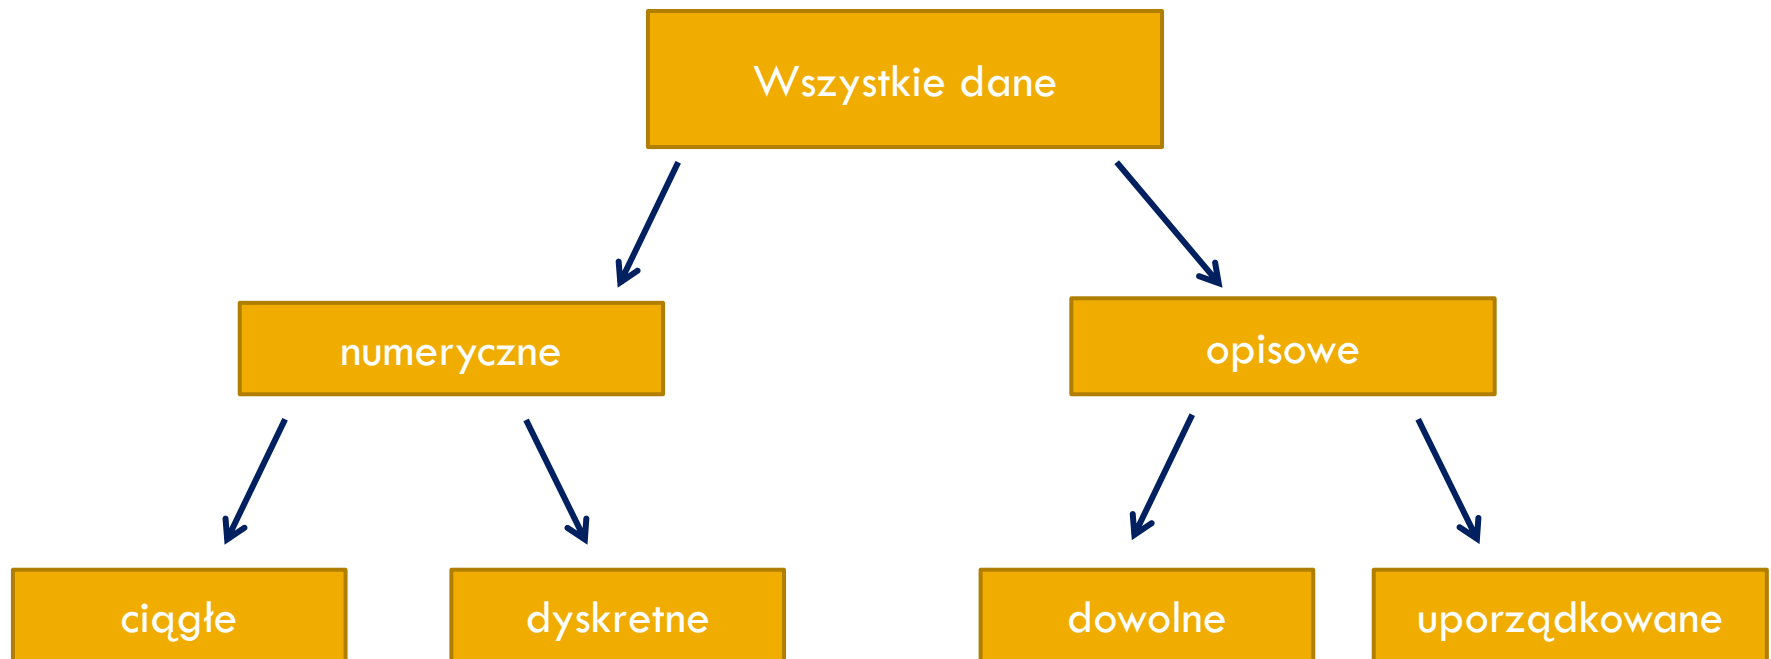 Wszystkie dane
numeryczne
opisowe
ciągłe
dyskretne
dowolne
uporządkowane